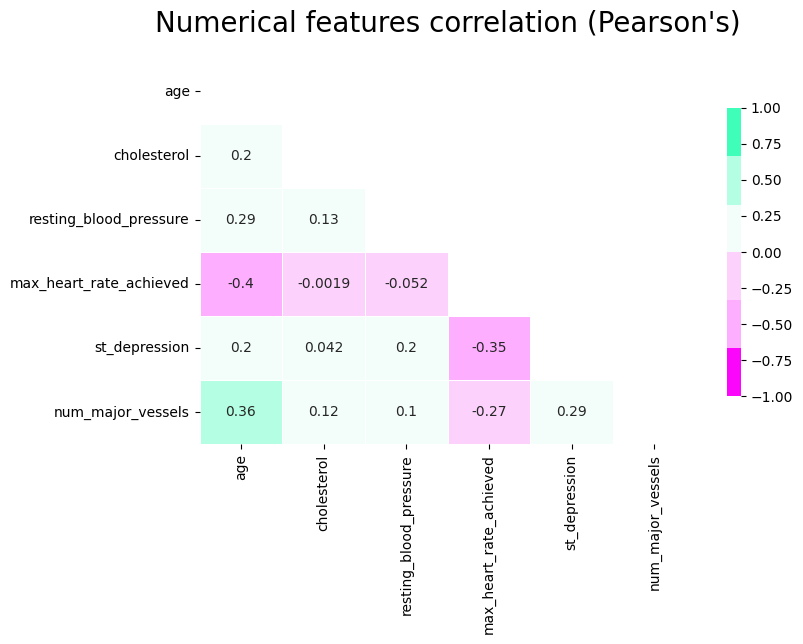 Numerical features correlation (Pearson's)
age
cholesterol 0.2
resting_blood_pressure 0.29 0.13
max_heart_rate_achieved -0.4 -0.0019 -0.052
st_depression 0.2 0.042 0.2 -0.35
num_major_vessels 0.36 0.12 0.1 -0.27 0.29
age
cholesterol
resting_blood_pressure
max_heart_rate_achieved
st_depression
num_major_vessels
1.00
0.75
0.50
0.25
0.00
−0.25
−0.50
−0.75
−1.00